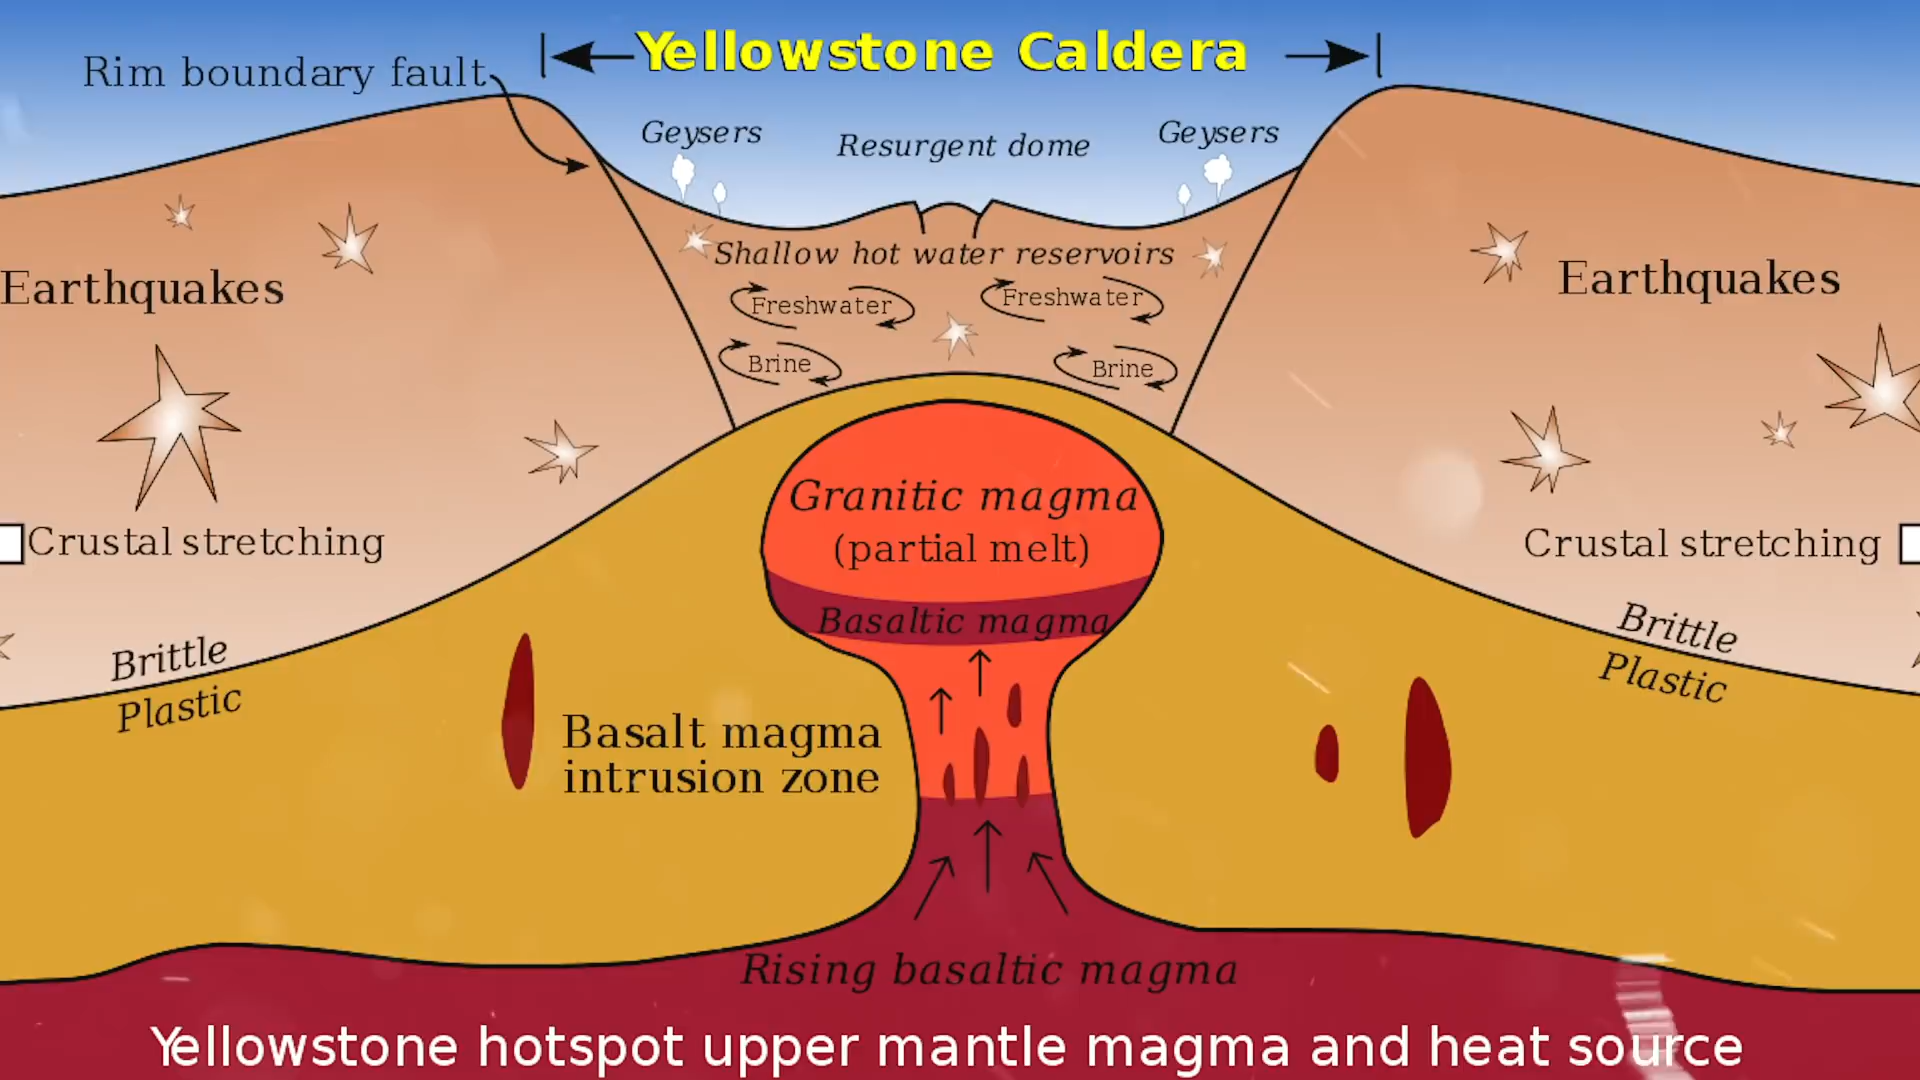 Yellowstone Caldera
Rim boundary fault
Geysers
Resurgent dome
Geysers
Shallow hot water reservoirs
Earthquakes
Freshwater
Freshwater
Earthquakes
Brine
Brine
Granitic magma
(partial melt)
Crustal stretching
Crustal stretching
Basaltic magma
Brittle
Plastic
Brittle
Plastic
Basalt magma
intrusion zone
Rising basaltic magma
Yellowstone hotspot upper mantle magma and heat source